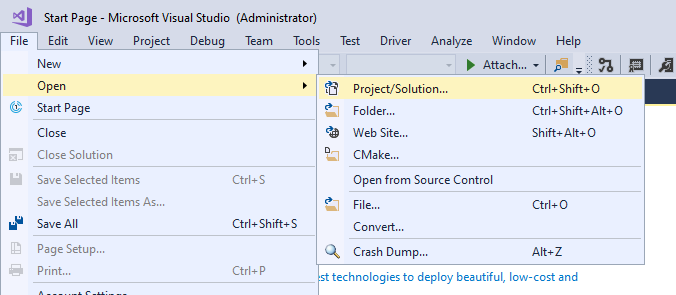 Start Page - Microsoft Visual Studio (Administrator)
File Edit View Project Debug Team Tools Test Driver Analyze Window Help
Attach...
New
Open
Start Page
Close
Close Solution
Save Selected Items Ctrl+S
Save Selected Items As...
Save All Ctrl+Shift+S
Page Setup...
Print... Ctrl+P
Account Settings
Project/Solution... Ctrl+Shift+O
Folder... Ctrl+Shift+Alt+O
Web Site... Shift+Alt+O
CMake...
Open from Source Control
File... Ctrl+O
Convert...
Crash Dump... Alt+Z
technologies to deploy beautiful, low-cost and